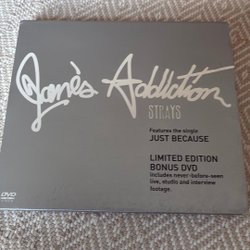 Jane's Addiction
STRAYS
Features the single
JUST BECAUSE
LIMITED EDITION
BONUS DVD
Includes never-before-seen
live, studio and interview
footage.
DVD